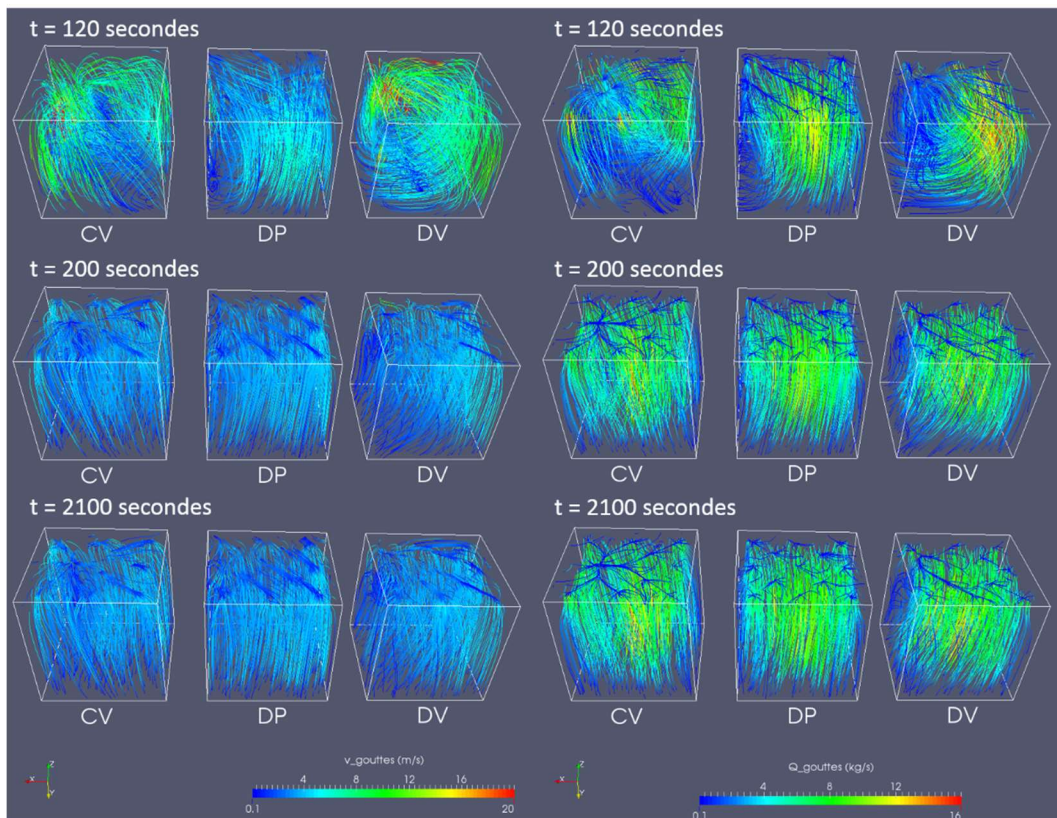 t = 120 secondes
t = 120 secondes
CV
DP
DV
CV
DP
DV
t = 200 secondes
t = 200 secondes
CV
DP
DV
CV
DP
DV
t = 2100 secondes
t = 2100 secondes
CV
DP
DV
CV
DP
DV
X
Z
Y
v_gouttes (m/s)
4 8 12 16
0.1 20
X
Z
Y
Q_gouttes (kg/s)
4 8 12
0.1 16